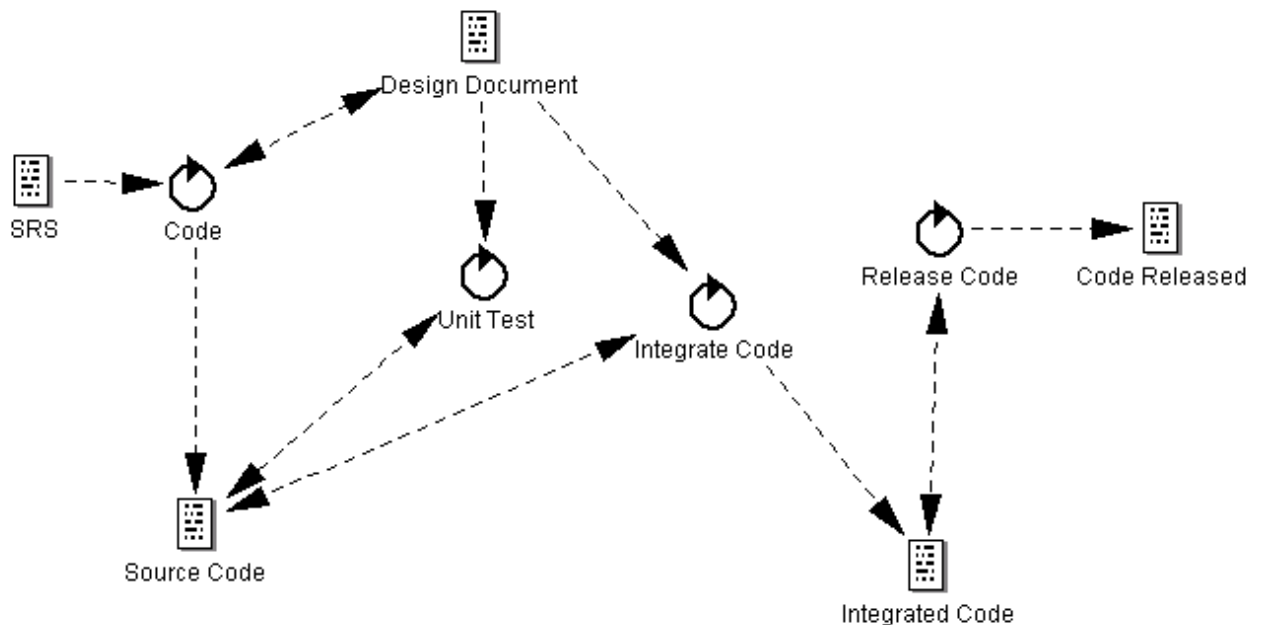 Design Document
SRS
Code
Release Code
Code Released
Unit Test
Integrate Code
Source Code
Integrated Code